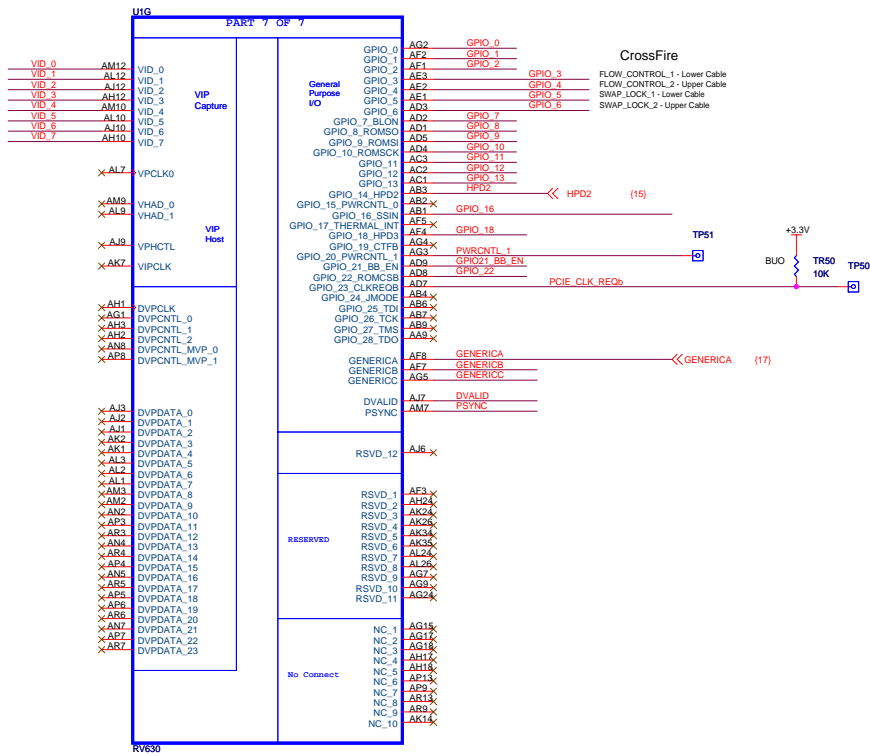 U1G
PART 7 OF 7
VID_0 AM12 VID_0
VID_1 AL12 VID_1
VID_2 AJ12 VID_2
VID_3 AH12 VID_3
VID_4 AM10 VID_4
VID_5 AL10 VID_5
VID_6 AJ10 VID_6
VID_7 AH10 VID_7
VIP
Capture
AL7 VPCLK0
AM9 VHAD_0
AL9 VHAD_1
VIP
Host
AJ9 VPHCTL
AK7 VIPCLK
AH1 DVPCLK
AG1 DVPCNTL_0
AH3 DVPCNTL_1
AH2 DVPCNTL_2
AN8 DVPCNTL_MVP_0
AP8 DVPCNTL_MVP_1
AJ3 DVPDATA_0
AJ2 DVPDATA_1
AJ1 DVPDATA_2
AK2 DVPDATA_3
AK1 DVPDATA_4
AL3 DVPDATA_5
AL2 DVPDATA_6
AL1 DVPDATA_7
AM3 DVPDATA_8
AM2 DVPDATA_9
AN2 DVPDATA_10
AP3 DVPDATA_11
AR3 DVPDATA_12
AN4 DVPDATA_13
AR4 DVPDATA_14
AP4 DVPDATA_15
AN5 DVPDATA_16
AR5 DVPDATA_17
AP5 DVPDATA_18
AP6 DVPDATA_19
AR6 DVPDATA_20
AN7 DVPDATA_21
AP7 DVPDATA_22
AR7 DVPDATA_23
General
Purpose
I/O
GPIO_0 AG2 GPIO_0
GPIO_1 AF2 GPIO_1
GPIO_2 AF1 GPIO_2
GPIO_3 AE3 GPIO_3
GPIO_4 AE2 GPIO_4
GPIO_5 AE1 GPIO_5
GPIO_6 AD3 GPIO_6
GPIO_7_BLON AD2 GPIO_7
GPIO_8_ROMSO AD1 GPIO_8
GPIO_9_ROMSI AD5 GPIO_9
GPIO_10_ROMSCK AD4 GPIO_10
GPIO_11 AC3 GPIO_11
GPIO_12 AC2 GPIO_12
GPIO_13 AC1 GPIO_13
GPIO_14_HPD2 AB3 HPD2 HPD2 {15}
GPIO_15_PWRCNTL_0 AB2
GPIO_16_SSIN AB1 GPIO_16
GPIO_17_THERMAL_INT AF5
GPIO_18_HPD3 AF4 GPIO_18
GPIO_19_CTFB AG4
GPIO_20_PWRCNTL_1 AG3 PWRCNTL_1
GPIO_21_BB_EN AD9 GPIO21_BB_EN
GPIO_22_ROMCSB AD8 GPIO_22
GPIO_23_CLKREQB AD7 PCIE_CLK_REQb
GPIO_24_JMODE AB4
GPIO_25_TDI AB6
GPIO_26_TCK AB7
GPIO_27_TMS AB9
GPIO_28_TDO AA9
GENERICA AF8 GENERICA GENERICA {17}
GENERICB AF7 GENERICB
GENERICC AG5 GENERICC
DVALID AJ7 DVALID
PSYNC AM7 PSYNC
RSVD_12 AJ6
RESERVED
RSVD_1 AF3
RSVD_2 AH24
RSVD_3 AK24
RSVD_4 AK26
RSVD_5 AK34
RSVD_6 AK35
RSVD_7 AL24
RSVD_8 AL26
RSVD_9 AG7
RSVD_10 AG9
RSVD_11 AG24
No Connect
NC_1 AG15
NC_2 AG17
NC_3 AG18
NC_4 AH17
NC_5 AH18
NC_6 AP13
NC_7 AP9
NC_8 AR13
NC_9 AR9
NC_10 AK14
RV630
CrossFire
FLOW_CONTROL_1 - Lower Cable
FLOW_CONTROL_2 - Upper Cable
SWAP_LOCK_1 - Lower Cable
SWAP_LOCK_2 - Upper Cable
TP51
+3.3V
BUO
TR50
10K
TP50